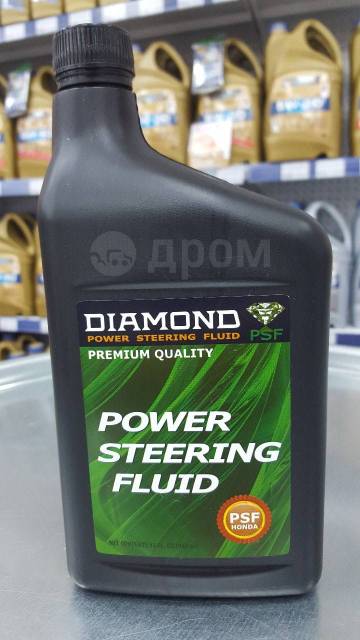 дром
DIAMOND
POWER STEERING FLUID
PSF
PREMIUM QUALITY
POWER
STEERING
FLUID
PSF
HONDA